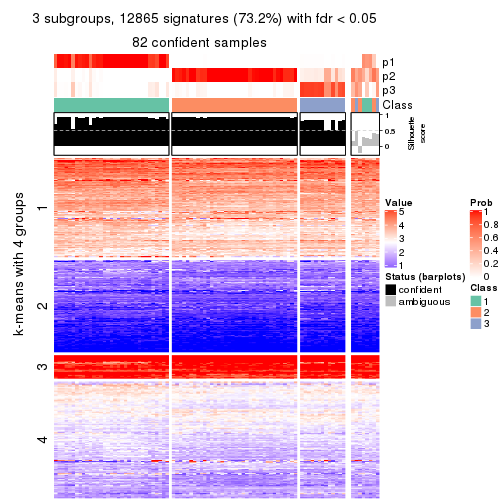 3 subgroups, 12865 signatures (73.2%) with fdr < 0.05
82 confident samples
p1
p2
p3
Class
1
0.5
0
Silhouette
score
k-means with 4 groups
1
2
3
4
Value
5
4
3
2
1
Status (barplots)
confident
ambiguous
Prob
1
0.8
0.6
0.4
0.2
0
Class
1
2
3